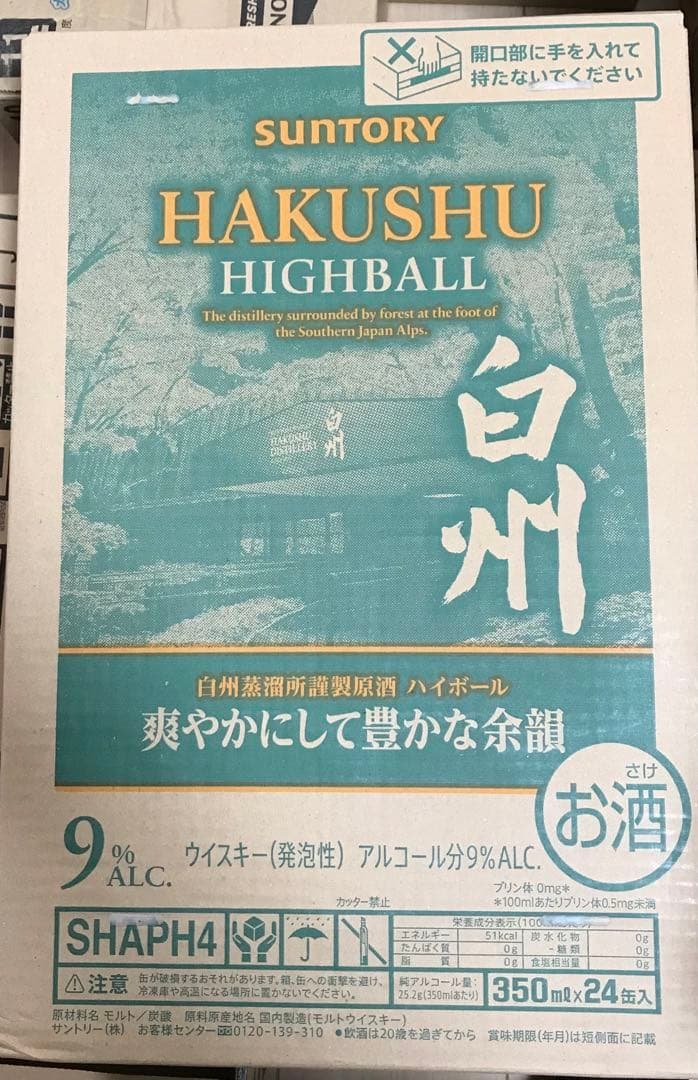 開口部に手を入れて
持たないでください
SUNTORY
HAKUSHU
HIGHBALL
The distillery surrounded by forest at the foot of
the Southern Japan Alps.
白州
HAKUSHU
DISTILLERY
白州
白州蒸溜所謹製原酒 ハイボール
爽やかにして豊かな余韻
さけ
お酒
9%
ALC.
ウイスキー(発泡性) アルコール分9%ALC.
プリン体 0mg*
*100mlあたりプリン体0.5mg未満
カッター禁止
SHAPH4
栄養成分表示(100
エネルギー 51kcal 炭水化物 0g
たんぱく質 0g -糖類 0g
脂質 0g 食塩相当量 0g
注意 缶が破損するおそれがあります。箱、缶への衝撃を避け、
冷凍庫や高温になる場所に置かないでください。
純アルコール量:
25.2g(350mlあたり)
350ml×24缶入
原材料名 モルト/炭酸 原料原産地名 国内製造(モルトウイスキー)
サントリー(株) お客様センター 0120-139-310 ●飲酒は20歳を過ぎてから 賞味期限(年月)は短側面に記載